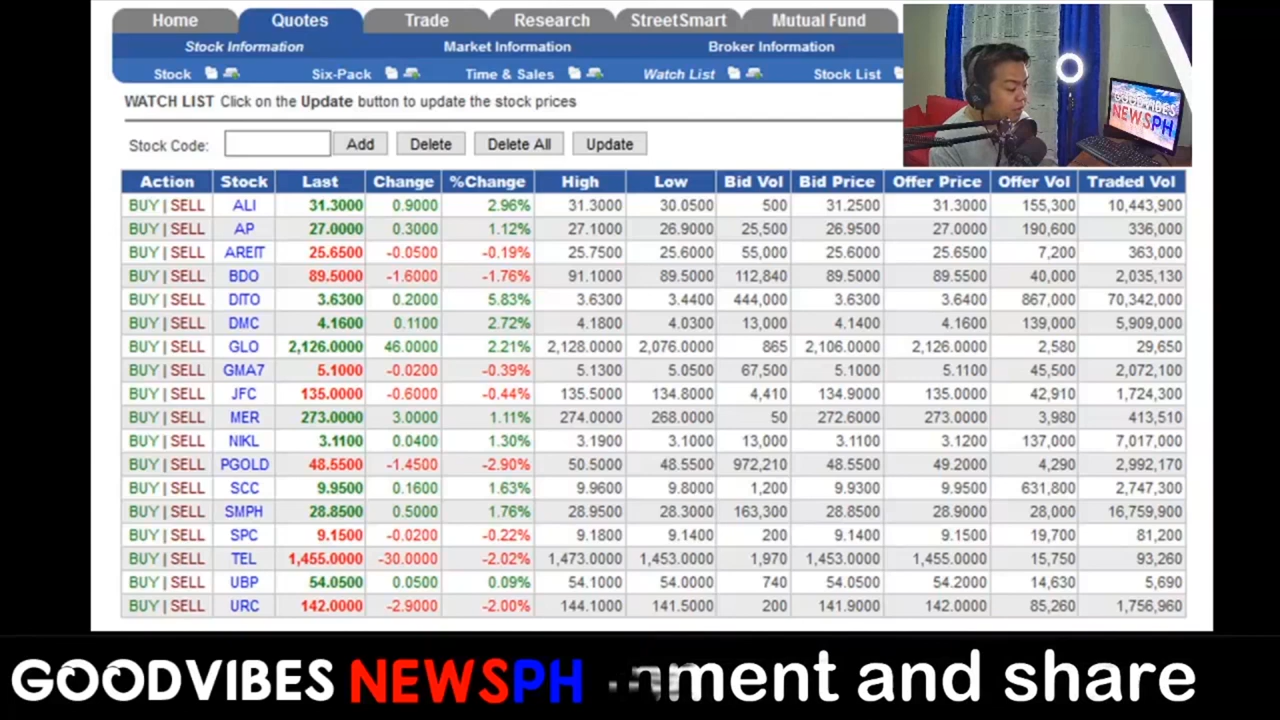 Home Quotes Trade Research StreetSmart Mutual Fund
Stock Information Market Information Broker Information
Stock Six-Pack Time & Sales Watch List Stock List
WATCH LIST Click on the Update button to update the stock prices
Stock Code: Add Delete Delete All Update
Action Stock Last Change %Change High Low Bid Vol Bid Price Offer Price Offer Vol Traded Vol
BUY | SELL ALI 31.3000 0.9000 2.96% 31.3000 30.0500 500 31.2500 31.3000 155,300 10,443,900
BUY | SELL AP 27.0000 0.3000 1.12% 27.1000 26.9000 25,500 26.9500 27.0000 190,600 336,000
BUY | SELL AREIT 25.6500 -0.0500 -0.19% 25.7500 25.6000 55,000 25.6000 25.6500 7,200 363,000
BUY | SELL BDO 89.5000 -1.6000 -1.76% 91.1000 89.5000 112,840 89.5000 89.5500 40,000 2,035,130
BUY | SELL DITO 3.6300 0.2000 5.83% 3.6300 3.4400 444,000 3.6300 3.6400 867,000 70,342,000
BUY | SELL DMC 4.1600 0.1100 2.72% 4.1800 4.0300 13,000 4.1400 4.1600 139,000 5,909,000
BUY | SELL GLO 2,126.0000 46.0000 2.21% 2,128.0000 2,076.0000 865 2,106.0000 2,126.0000 2,580 29,650
BUY | SELL GMA7 5.1000 -0.0200 -0.39% 5.1300 5.0500 67,500 5.1000 5.1100 45,500 2,072,100
BUY | SELL JFC 135.0000 -0.6000 -0.44% 135.5000 134.8000 4,410 134.9000 135.0000 42,910 1,724,300
BUY | SELL MER 273.0000 3.0000 1.11% 274.0000 268.0000 50 272.6000 273.0000 3,980 413,510
BUY | SELL NIKL 3.1100 0.0400 1.30% 3.1900 3.1000 13,000 3.1100 3.1200 137,000 7,017,000
BUY | SELL PGOLD 48.5500 -1.4500 -2.90% 50.5000 48.5500 972,210 48.5500 49.2000 4,290 2,992,170
BUY | SELL SCC 9.9500 0.1600 1.63% 9.9600 9.8000 1,200 9.9300 9.9500 631,800 2,747,300
BUY | SELL SMPH 28.8500 0.5000 1.76% 28.9500 28.3000 163,300 28.8500 28.9000 28,000 16,759,900
BUY | SELL SPC 9.1500 -0.0200 -0.22% 9.1800 9.1400 200 9.1400 9.1500 19,700 81,200
BUY | SELL TEL 1,455.0000 -30.0000 -2.02% 1,473.0000 1,453.0000 1,970 1,453.0000 1,455.0000 15,750 93,260
BUY | SELL UBP 54.0500 0.0500 0.09% 54.1000 54.0000 740 54.0500 54.2000 14,630 5,690
BUY | SELL URC 142.0000 -2.9000 -2.00% 144.1000 141.5000 200 141.9000 142.0000 85,260 1,756,960
GOODVIBES
NEWSPH
GOODVIBES NEWSPH and share